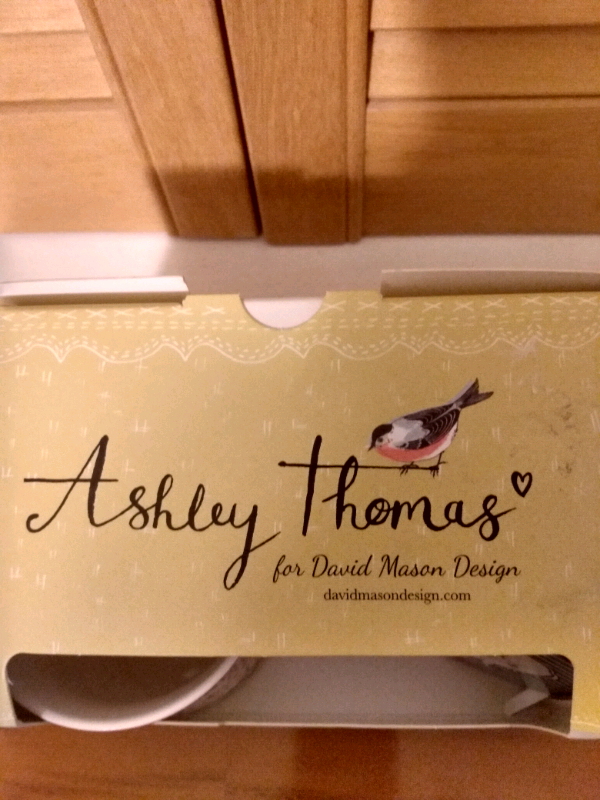 Ashley Thomas
for David Mason Design
davidmasondesign.com